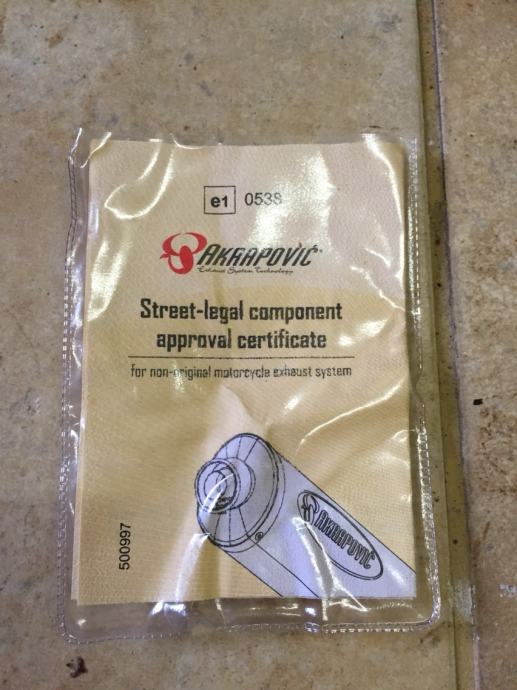 e1 0538
AKRAPOVIČ
Exhaust System Technology
Street-legal component
approval certificate
for non-original motorcycle exhaust system
AKRAPOVIČ
500997